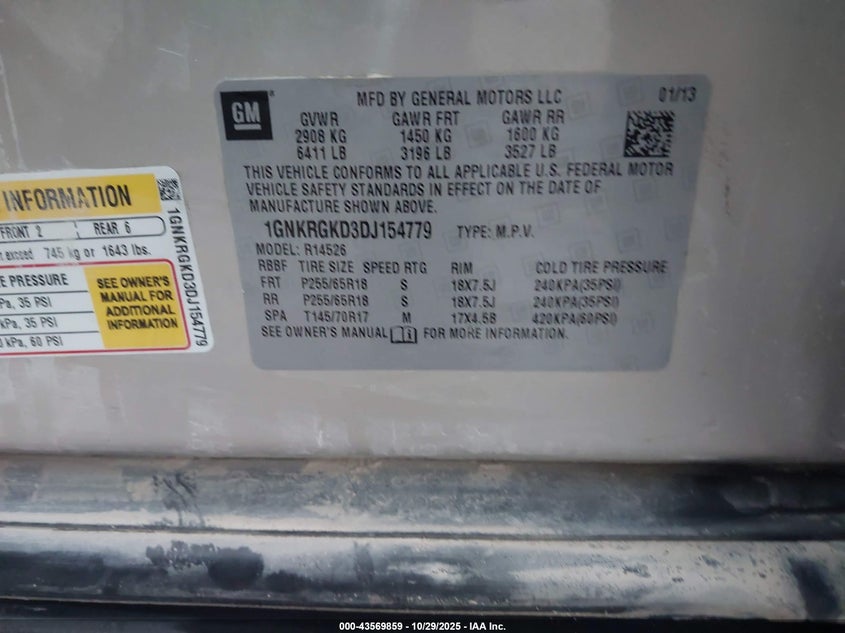 GM
MFD BY GENERAL MOTORS LLC 01/13
GVWR GAWR FRT GAWR RR
2908 KG 1450 KG 1600 KG
6411 LB 3196 LB 3527 LB
THIS VEHICLE CONFORMS TO ALL APPLICABLE U.S. FEDERAL MOTOR
VEHICLE SAFETY STANDARDS IN EFFECT ON THE DATE OF
MANUFACTURE SHOWN ABOVE.
1GNKRGKD3DJ154779 TYPE: M.P.V.
MODEL: R14526
RBBF TIRE SIZE SPEED RTG RIM COLD TIRE PRESSURE
FRT P255/65R18 S 18X7.5J 240KPA(35PSI)
RR P255/65R18 S 18X7.5J 240KPA(35PSI)
SPA T145/70R17 M 17X4.5B 420KPA(60PSI)
SEE OWNER'S MANUAL FOR MORE INFORMATION.
INFORMATION
FRONT 2 REAR 6
exceed 745 kg or 1643 lbs.
PRESSURE
kPa, 35 PSI
kPa, 35 PSI
kPa, 60 PSI
SEE OWNER'S
MANUAL FOR
ADDITIONAL
INFORMATION
1GNKRGKD3DJ154779
000-43569859 - 10/29/2025 - IAA Inc.